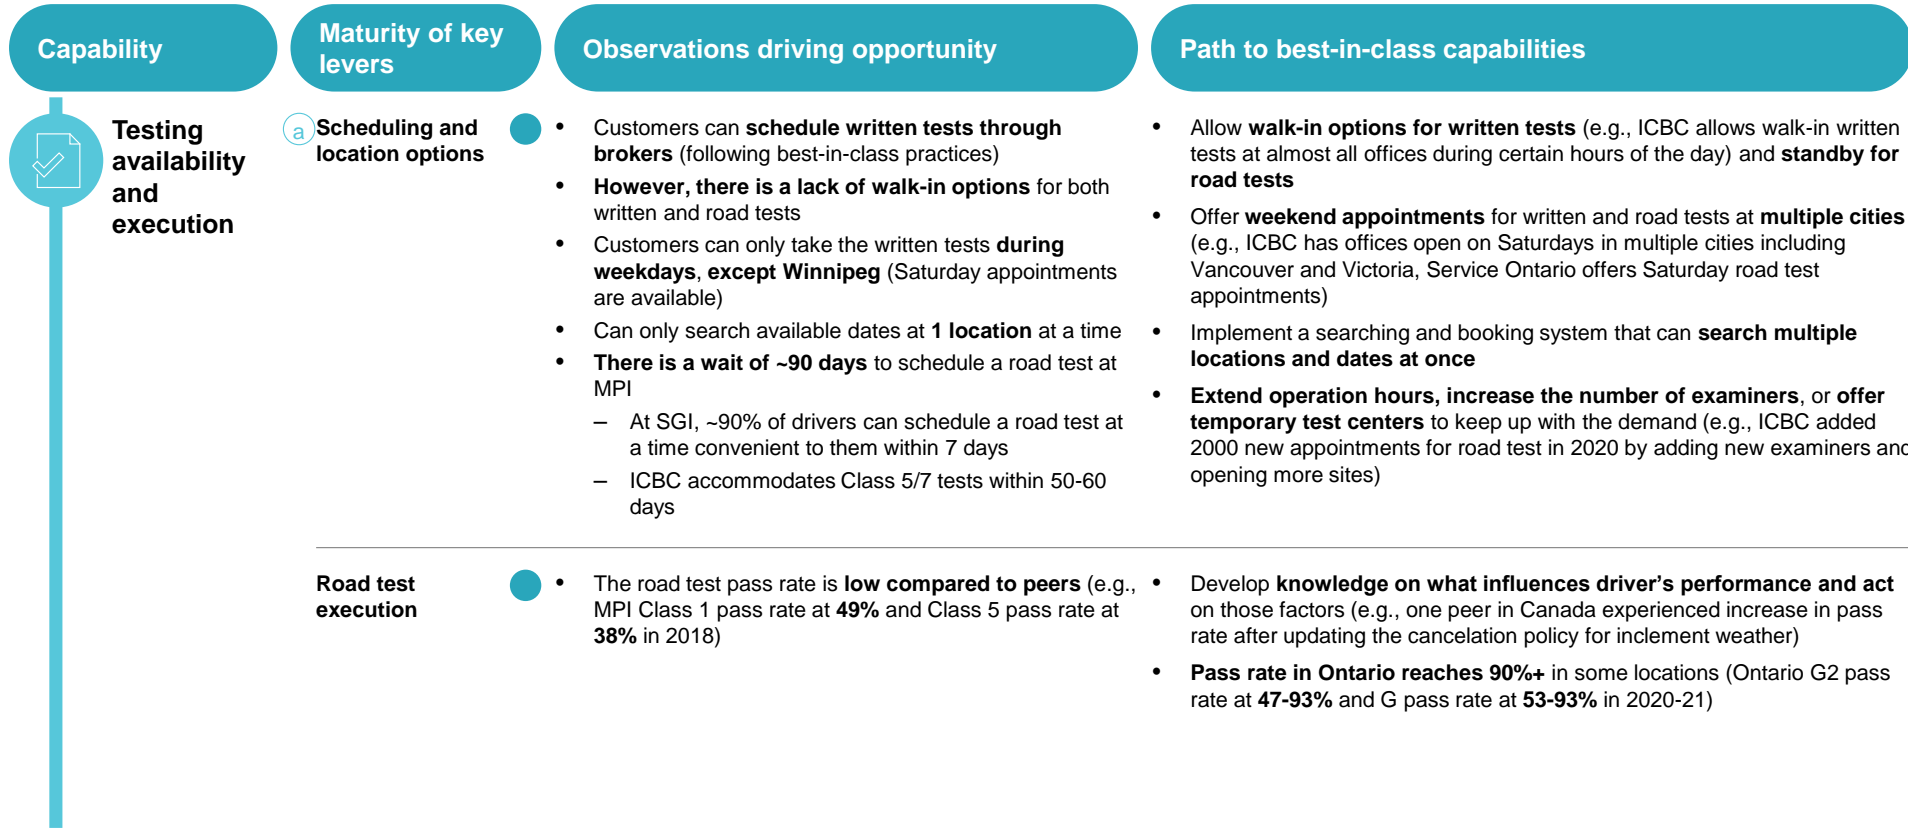 Capability
Maturity of key
levers
Observations driving opportunity
Path to best-in-class capabilities
Testing
availability
and
execution
a
Scheduling and
location options
• Customers can schedule written tests through
brokers (following best-in-class practices)
• However, there is a lack of walk-in options for both
written and road tests
• Customers can only take the written tests during
weekdays, except Winnipeg (Saturday appointments
are available)
• Can only search available dates at 1 location at a time
• There is a wait of ~90 days to schedule a road test at
MPI
– At SGI, ~90% of drivers can schedule a road test at
a time convenient to them within 7 days
– ICBC accommodates Class 5/7 tests within 50-60
days
• Allow walk-in options for written tests (e.g., ICBC allows walk-in written
tests at almost all offices during certain hours of the day) and standby for
road tests
• Offer weekend appointments for written and road tests at multiple cities
(e.g., ICBC has offices open on Saturdays in multiple cities including
Vancouver and Victoria, Service Ontario offers Saturday road test
appointments)
• Implement a searching and booking system that can search multiple
locations and dates at once
• Extend operation hours, increase the number of examiners, or offer
temporary test centers to keep up with the demand (e.g., ICBC added
2000 new appointments for road test in 2020 by adding new examiners and
opening more sites)
Road test
execution
• The road test pass rate is low compared to peers (e.g.,
MPI Class 1 pass rate at 49% and Class 5 pass rate at
38% in 2018)
• Develop knowledge on what influences driver's performance and act
on those factors (e.g., one peer in Canada experienced increase in pass
rate after updating the cancelation policy for inclement weather)
• Pass rate in Ontario reaches 90%+ in some locations (Ontario G2 pass
rate at 47-93% and G pass rate at 53-93% in 2020-21)